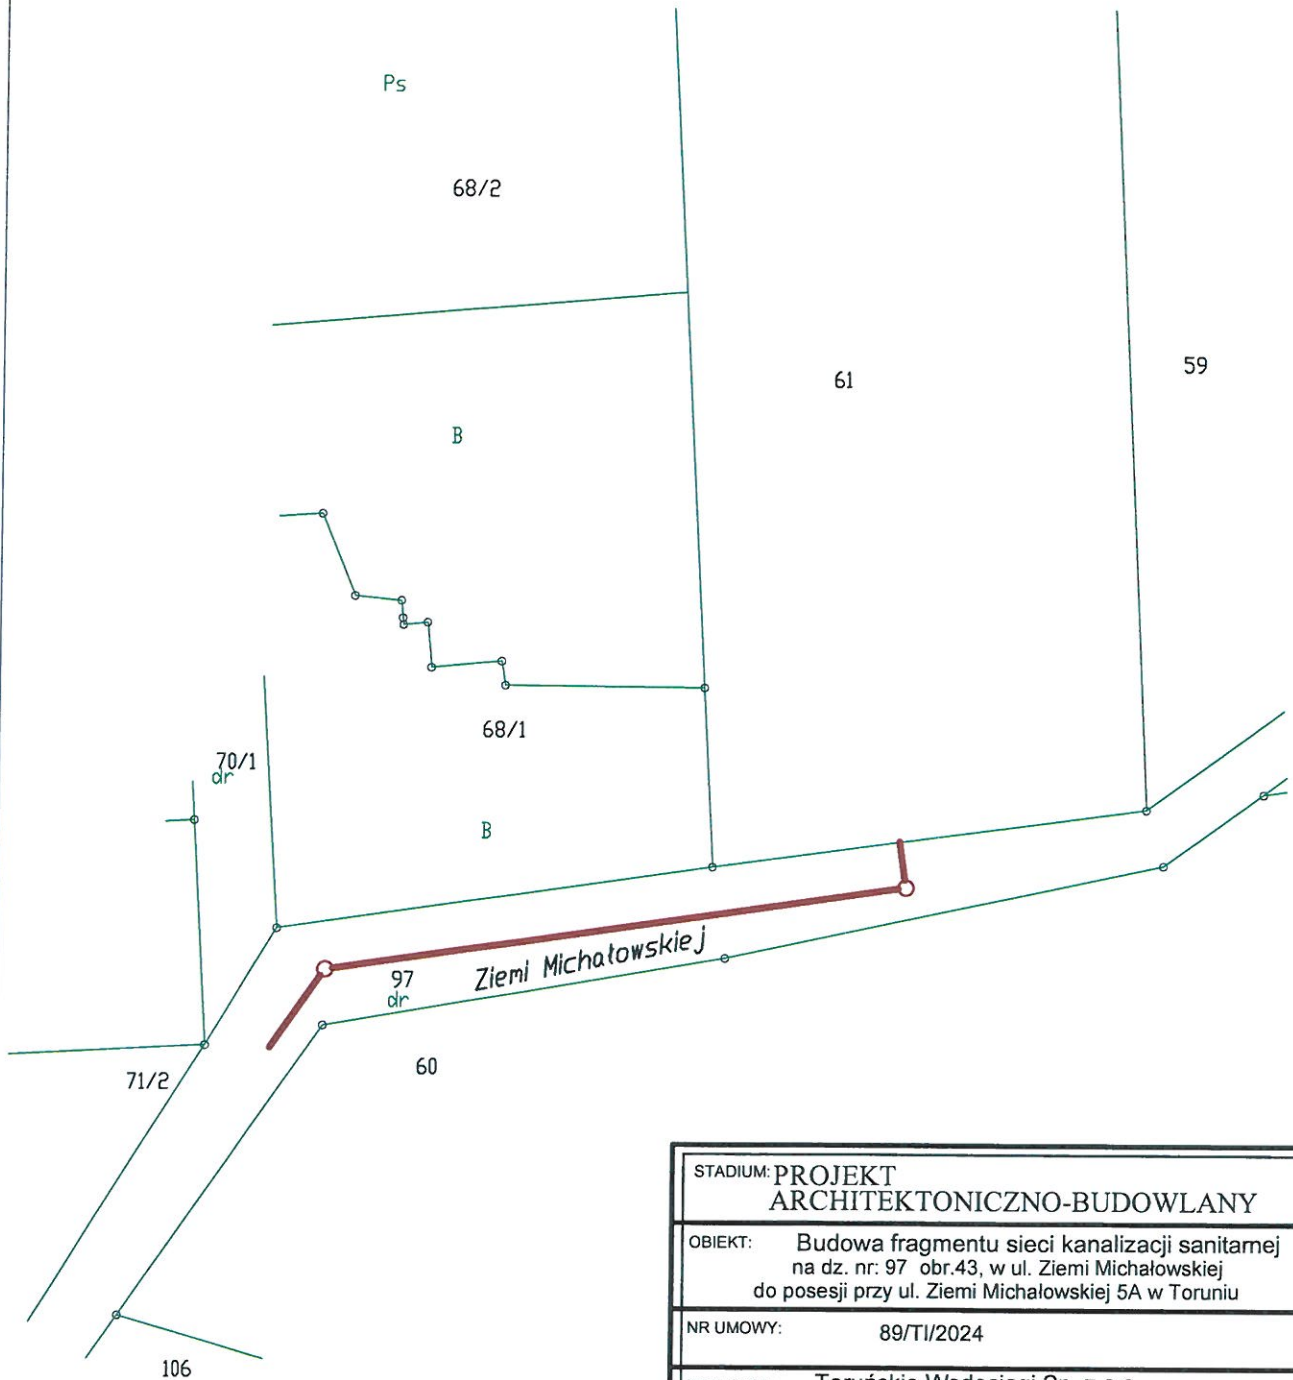 Ps
68/2
61
59
B
68/1
70/1
dr
B
97
dr
Ziemi Michałowskiej
60
71/2
106
STADIUM: PROJEKT
ARCHITEKTONICZNO-BUDOWLANY
OBIEKT: Budowa fragmentu sieci kanalizacji sanitarnej
na dz. nr: 97 obr.43, w ul. Ziemi Michałowskiej
do posesji przy ul. Ziemi Michałowskiej 5A w Toruniu
NR UMOWY: 89/TI/2024